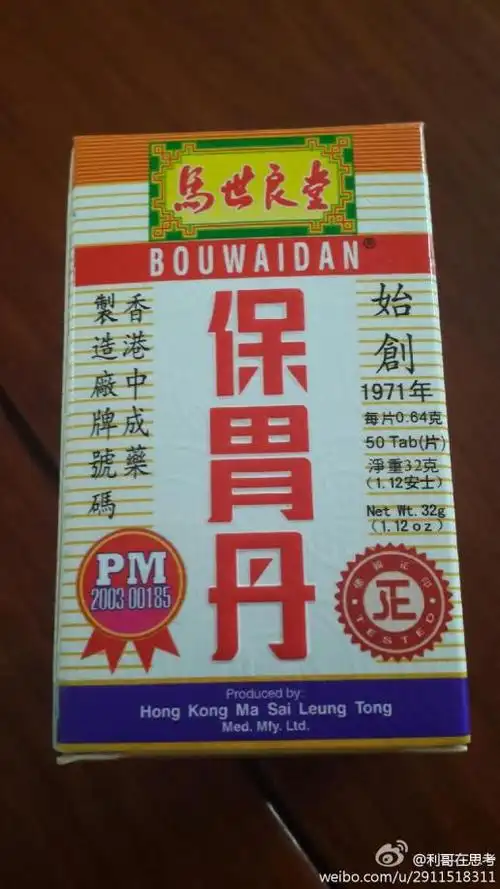 馬世良堂
BOUWAIDAN®
保胃丹
始創
1971年
每片0.64克
50 Tab(片)
淨重32克
(1.12安士)
Net Wt. 32g
(1.12oz)
香港中成藥
製造廠牌號碼
PM
2003 00185
正
TESTED
Produced by:
Hong Kong Ma Sai Leung Tong
Med. Mfy. Ltd.
@利哥在思考
weibo.com/u/2911518311